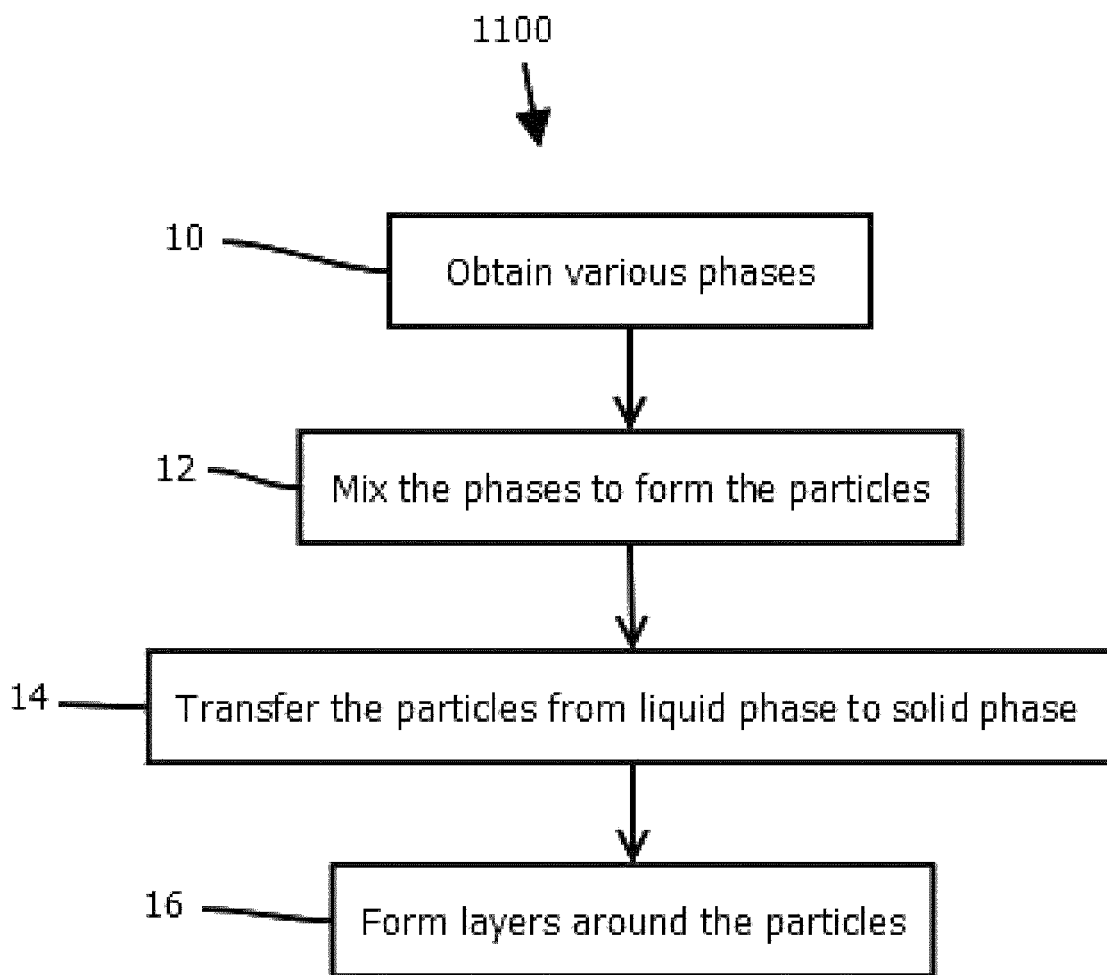 1100
10
Obtain various phases
12
Mix the phases to form the particles
14
Transfer the particles from liquid phase to solid phase
16
Form layers around the particles